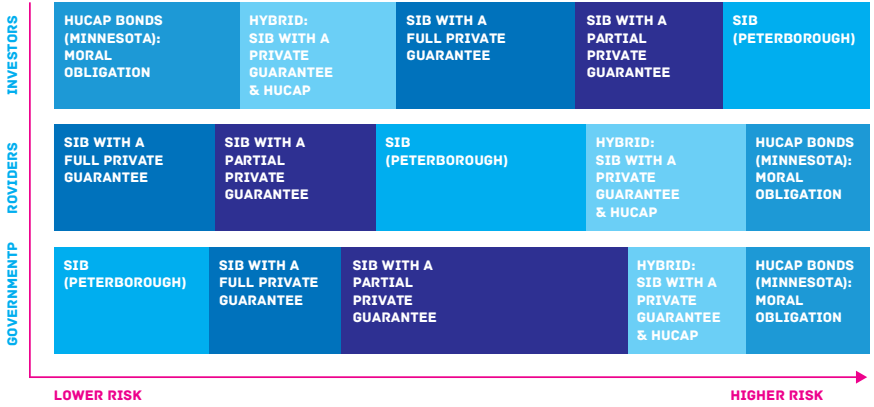 INVESTORS
HUCAP BONDS
(MINNESOTA):
MORAL
OBLIGATION
HYBRID:
SIB WITH A
PRIVATE
GUARANTEE
& HUCAP
SIB WITH A
FULL PRIVATE
GUARANTEE
SIB WITH A
PARTIAL
PRIVATE
GUARANTEE
SIB
(PETERBOROUGH)
ROVIDERS
SIB WITH A
FULL PRIVATE
GUARANTEE
SIB WITH A
PARTIAL
PRIVATE
GUARANTEE
SIB
(PETERBOROUGH)
HYBRID:
SIB WITH A
PRIVATE
GUARANTEE
& HUCAP
HUCAP BONDS
(MINNESOTA):
MORAL
OBLIGATION
GOVERNMENTP
SIB
(PETERBOROUGH)
SIB WITH A
FULL PRIVATE
GUARANTEE
SIB WITH A
PARTIAL
PRIVATE
GUARANTEE
HYBRID:
SIB WITH A
PRIVATE
GUARANTEE
& HUCAP
HUCAP BONDS
(MINNESOTA):
MORAL
OBLIGATION
LOWER RISK
HIGHER RISK